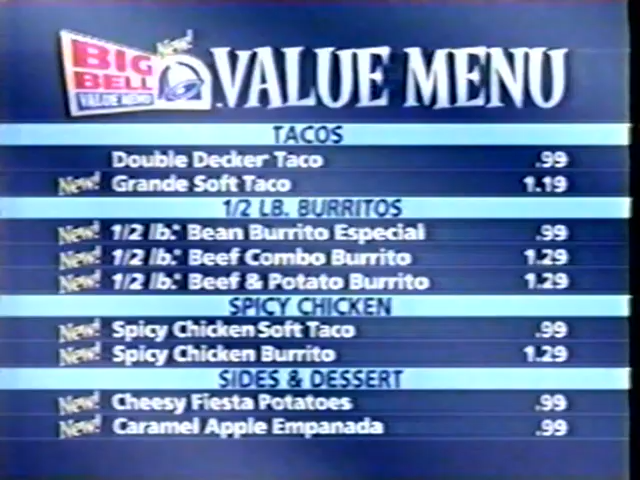 BIG
BELL
VALUE MENU
New!
VALUE MENU
TACOS
Double Decker Taco .99
New! Grande Soft Taco 1.19
1/2 LB. BURRITOS
New! 1/2 lb.* Bean Burrito Especial .99
New! 1/2 lb.* Beef Combo Burrito 1.29
New! 1/2 lb.* Beef & Potato Burrito 1.29
SPICY CHICKEN
New! Spicy Chicken Soft Taco .99
New! Spicy Chicken Burrito 1.29
SIDES & DESSERT
New! Cheesy Fiesta Potatoes .99
New! Caramel Apple Empanada .99